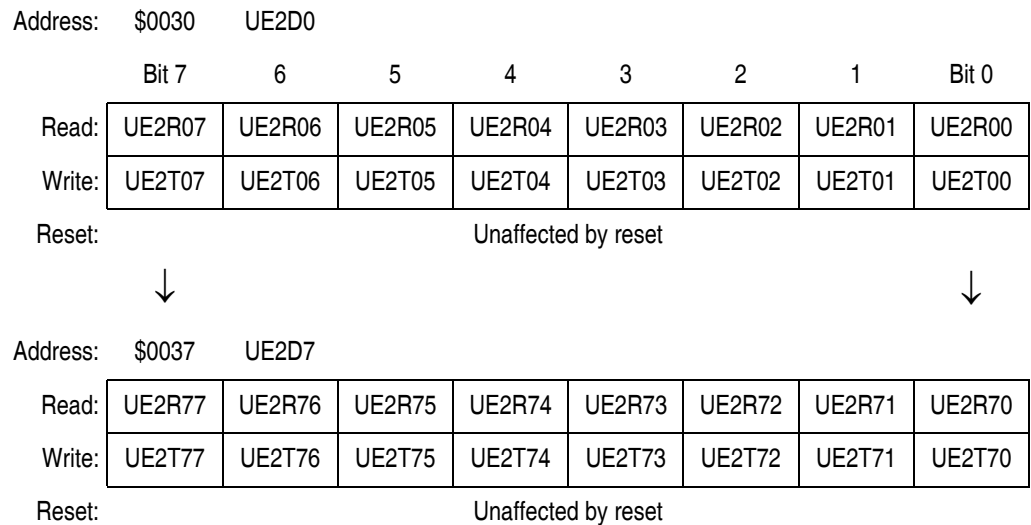 Address: $0030 UE2D0
Bit 7 6 5 4 3 2 1 Bit 0
Read: UE2R07 UE2R06 UE2R05 UE2R04 UE2R03 UE2R02 UE2R01 UE2R00
Write: UE2T07 UE2T06 UE2T05 UE2T04 UE2T03 UE2T02 UE2T01 UE2T00
Reset: Unaffected by reset
↓ ↓
Address: $0037 UE2D7
Read: UE2R77 UE2R76 UE2R75 UE2R74 UE2R73 UE2R72 UE2R71 UE2R70
Write: UE2T77 UE2T76 UE2T75 UE2T74 UE2T73 UE2T72 UE2T71 UE2T70
Reset: Unaffected by reset